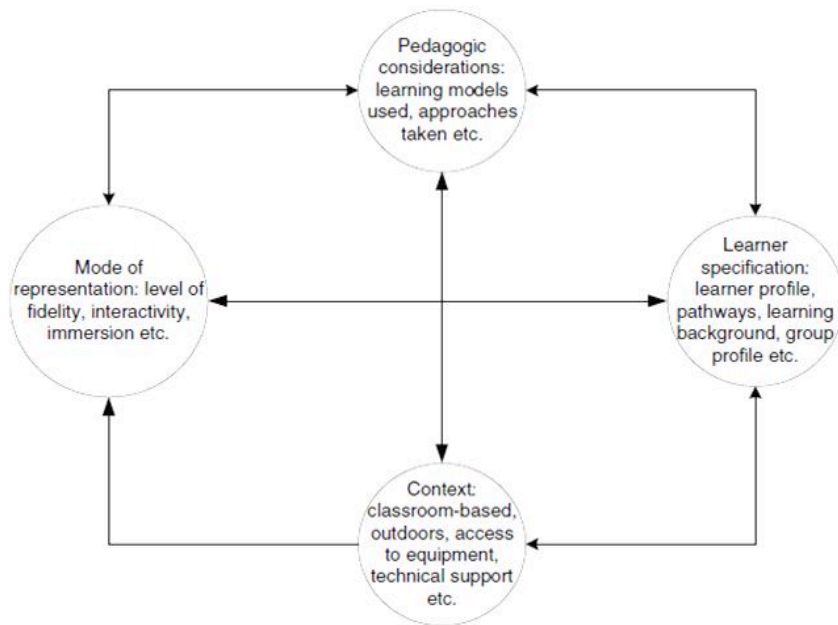 Pedagogic
considerations:
learning models
used, approaches
taken etc.
Mode of
representation: level of
fidelity, interactivity,
immersion etc.
Learner
specification:
learner profile,
pathways, learning
background, group
profile etc.
Context:
classroom-based,
outdoors, access
to equipment,
technical support
etc.